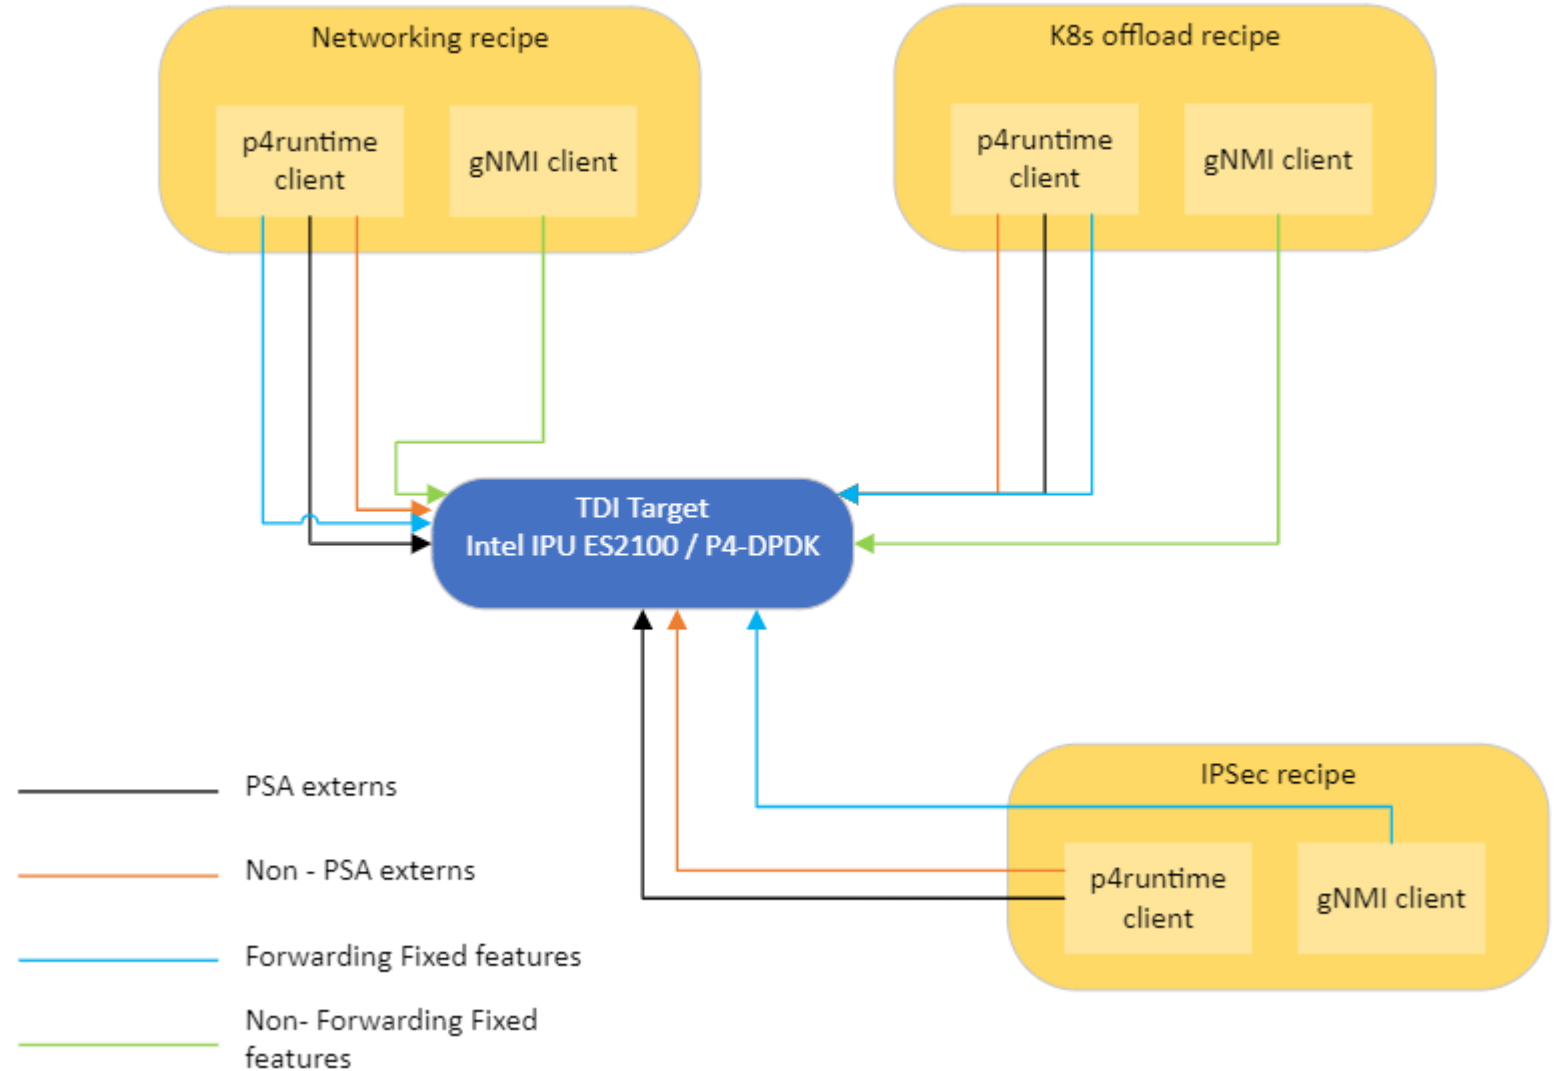 Networking recipe
p4runtime
client
gNMI client
K8s offload recipe
p4runtime
client
gNMI client
TDI Target
Intel IPU ES2100 / P4-DPDK
IPSec recipe
p4runtime
client
gNMI client
PSA externs
Non - PSA externs
Forwarding Fixed features
Non- Forwarding Fixed
features